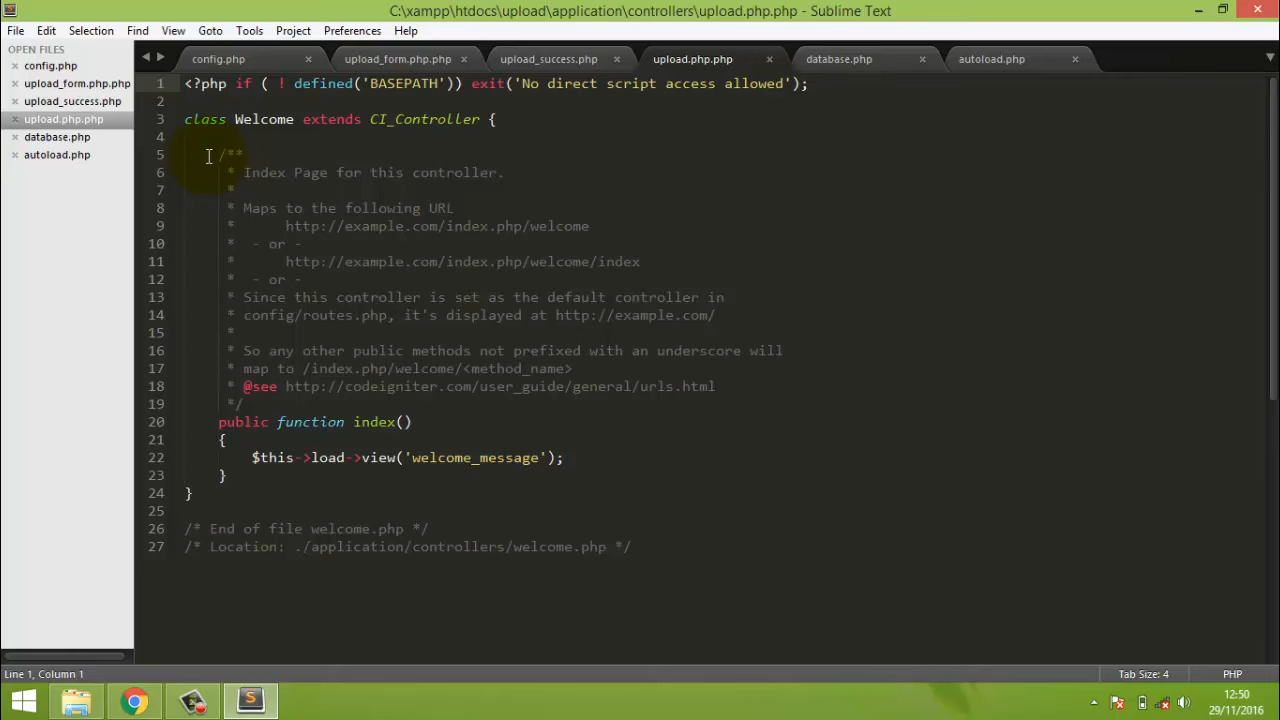 C:\xampp\htdocs\upload\application\controllers\upload.php.php - Sublime Text
File Edit Selection Find View Goto Tools Project Preferences Help
OPEN FILES
config.php
upload_form.php.php
upload_success.php
upload.php.php
database.php
autoload.php
config.php upload_form.php.php upload_success.php upload.php.php database.php autoload.php
1 <?php if ( ! defined('BASEPATH')) exit('No direct script access allowed');
2
3 class Welcome extends CI_Controller {
4
5 /**
6 * Index Page for this controller.
7 *
8 * Maps to the following URL
9 * http://example.com/index.php/welcome
10 * - or -
11 * http://example.com/index.php/welcome/index
12 * - or -
13 * Since this controller is set as the default controller in
14 * config/routes.php, it's displayed at http://example.com/
15 *
16 * So any other public methods not prefixed with an underscore will
17 * map to /index.php/welcome/<method_name>
18 * @see http://codeigniter.com/user_guide/general/urls.html
19 */
20 public function index()
21 {
22 $this->load->view('welcome_message');
23 }
24 }
25
26 /* End of file welcome.php */
27 /* Location: ./application/controllers/welcome.php */
Line 1, Column 1
Tab Size: 4
PHP
12:50
29/11/2016